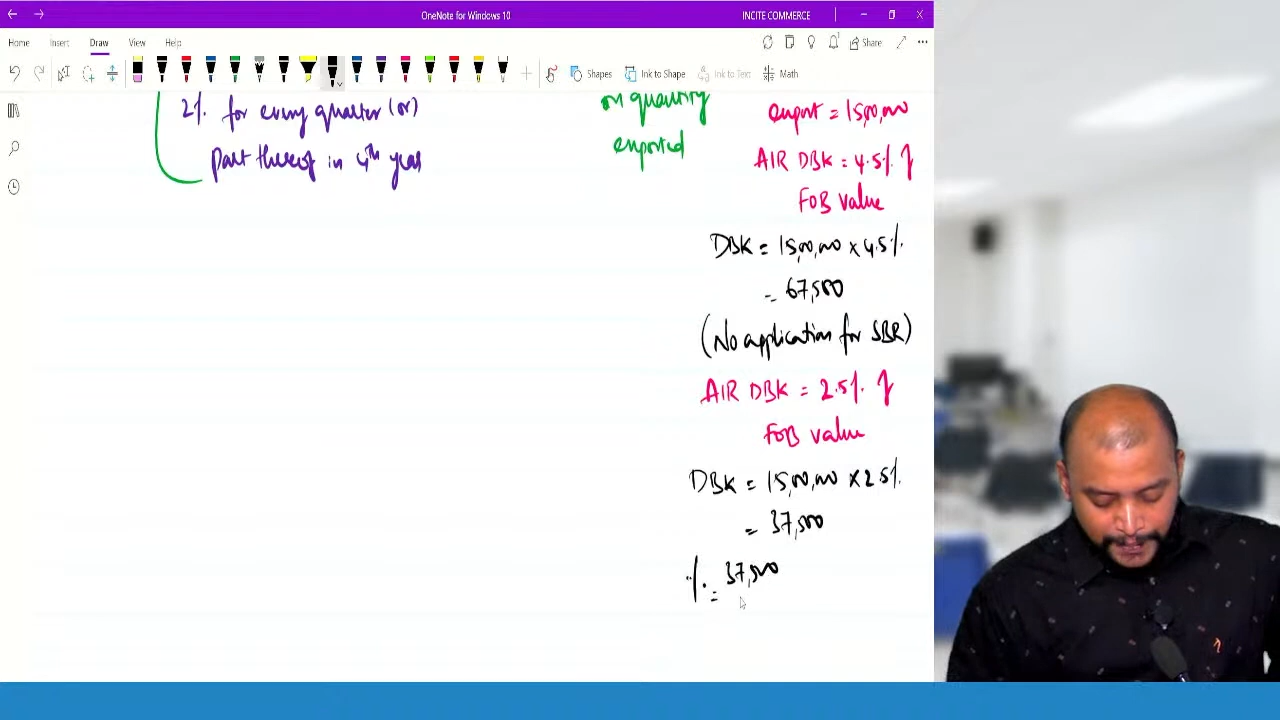 OneNote for Windows 10
INCITE COMMERCE
Home Insert Draw View Help
Share
Shapes Ink to Shape Ink to Text Math
2% for every quarter (or)
part thereof in 4th year
on quantity
exported
export = 15,00,000
AIR DBK = 4.5% of
FOB value
DBK = 15,00,000 x 4.5%
= 67,500
(No application for SBR)
AIR DBK = 2.5% of
FOB value
DBK = 15,00,000 x 2.5%
= 37,500
% = 37,500